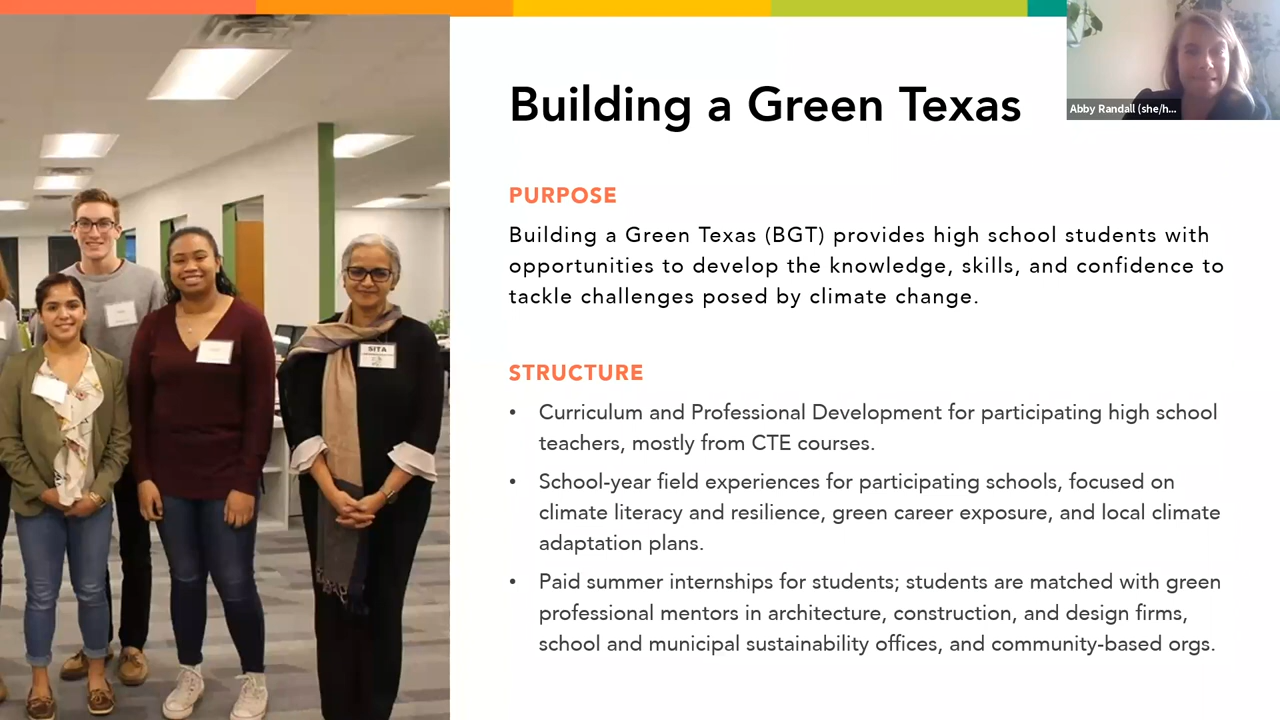 Building a Green Texas
Abby Randall (she/h...
PURPOSE
Building a Green Texas (BGT) provides high school students with
opportunities to develop the knowledge, skills, and confidence to
tackle challenges posed by climate change.
SITA
STRUCTURE
• Curriculum and Professional Development for participating high school
teachers, mostly from CTE courses.
• School-year field experiences for participating schools, focused on
climate literacy and resilience, green career exposure, and local climate
adaptation plans.
• Paid summer internships for students; students are matched with green
professional mentors in architecture, construction, and design firms,
school and municipal sustainability offices, and community-based orgs.